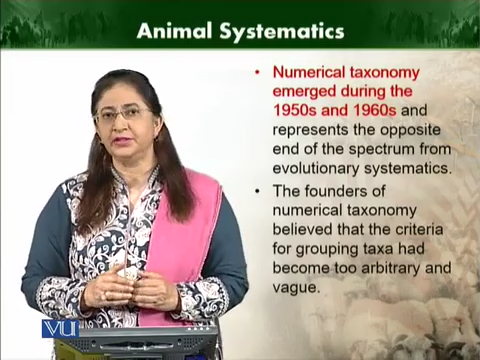 Animal Systematics
• Numerical taxonomy
emerged during the
1950s and 1960s and
represents the opposite
end of the spectrum from
evolutionary systematics.
• The founders of
numerical taxonomy
believed that the criteria
for grouping taxa had
become too arbitrary and
vague.
VU